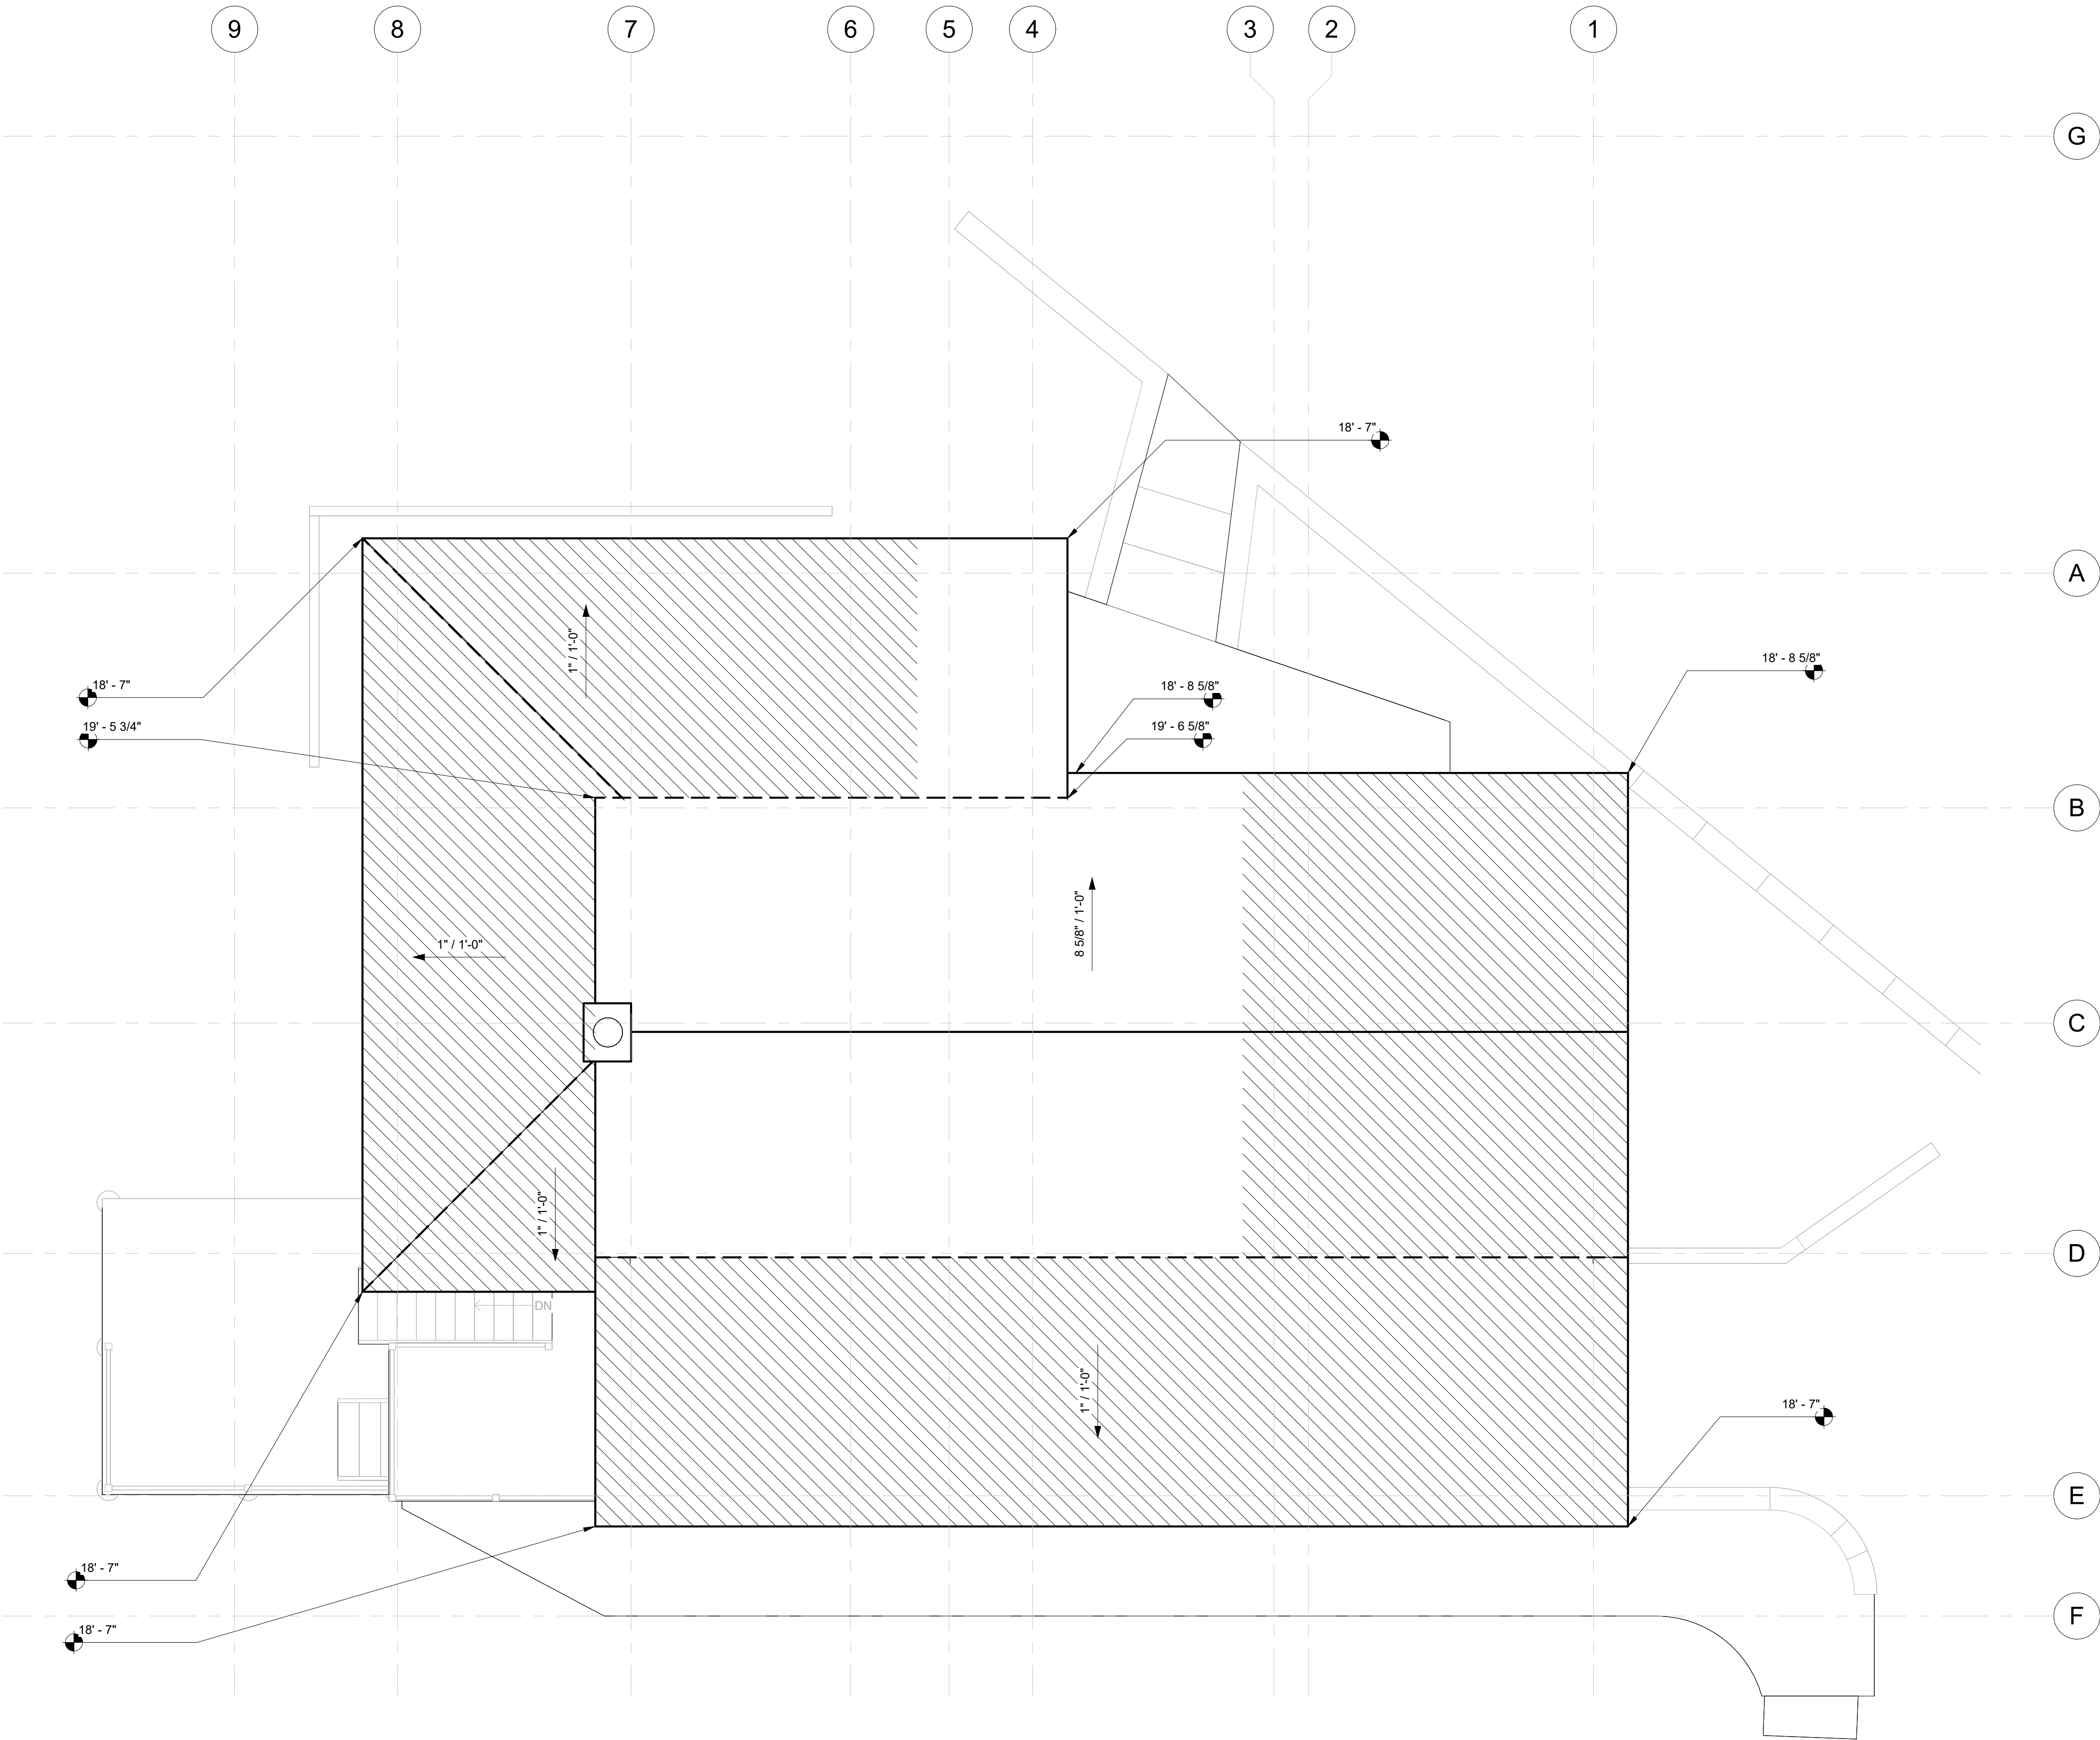 9 8 7 6 5 4 3 2 1
G
18' - 7"
A
1" / 1'-0"
18' - 8 5/8"
18' - 7"
18' - 8 5/8"
19' - 5 3/4"
19' - 6 5/8"
B
8 5/8" / 1'-0"
1" / 1'-0"
C
1" / 1'-0"
D
DN
1" / 1'-0"
18' - 7"
E
18' - 7"
F
18' - 7"